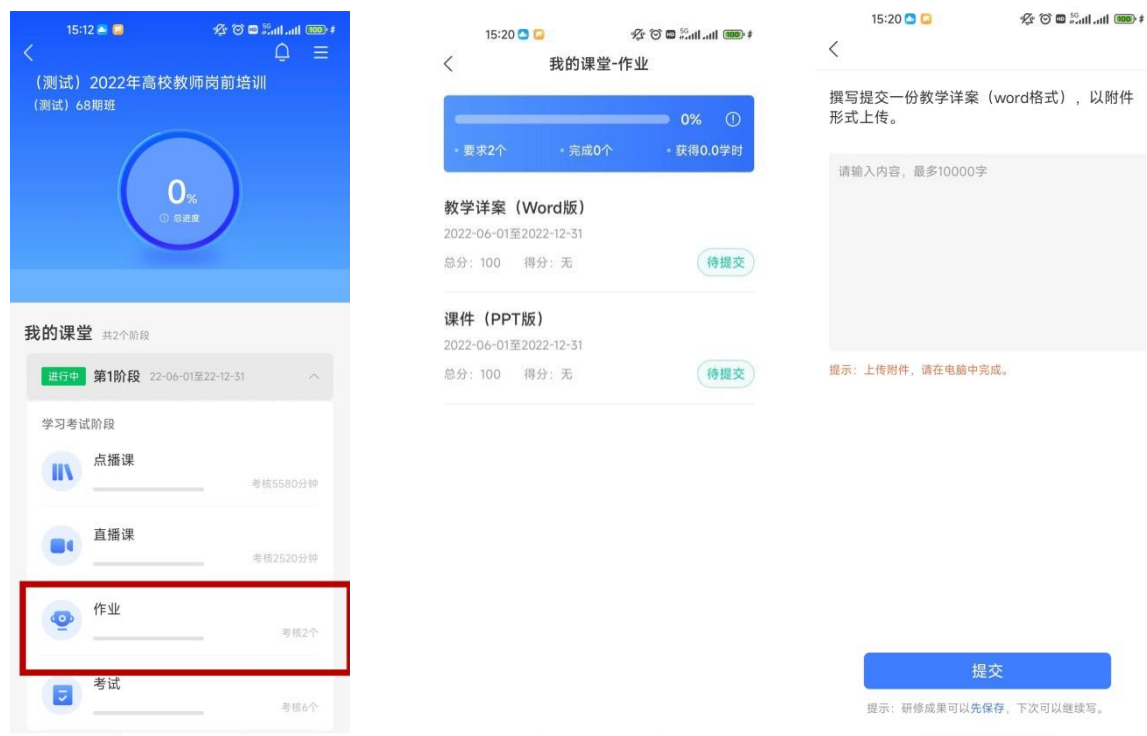 15:12
5G
100
（测试）2022年高校教师岗前培训
（测试）68期班
0%
总进度
我的课堂 共2个阶段
进行中 第1阶段 22-06-01至22-12-31
学习考试阶段
点播课
考核5580分钟
直播课
考核2520分钟
作业
考核2个
考试
考核6个
15:20
5G
100
我的课堂-作业
0%
·要求2个 ·完成0个 ·获得0.0学时
教学详案（Word版）
2022-06-01至2022-12-31
总分：100 得分：无 待提交
课件（PPT版）
2022-06-01至2022-12-31
总分：100 得分：无 待提交
15:20
5G
100
撰写提交一份教学详案（word格式），以附件
形式上传。
请输入内容，最多10000字
提示：上传附件，请在电脑中完成。
提交
提示：研修成果可以先保存，下次可以继续写。